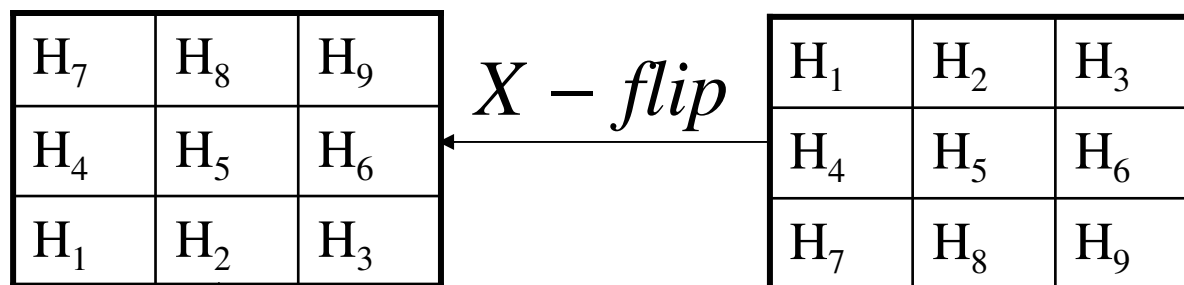 H₇ H₈ H₉
H₄ H₅ H₆
H₁ H₂ H₃
X − flip
H₁ H₂ H₃
H₄ H₅ H₆
H₇ H₈ H₉